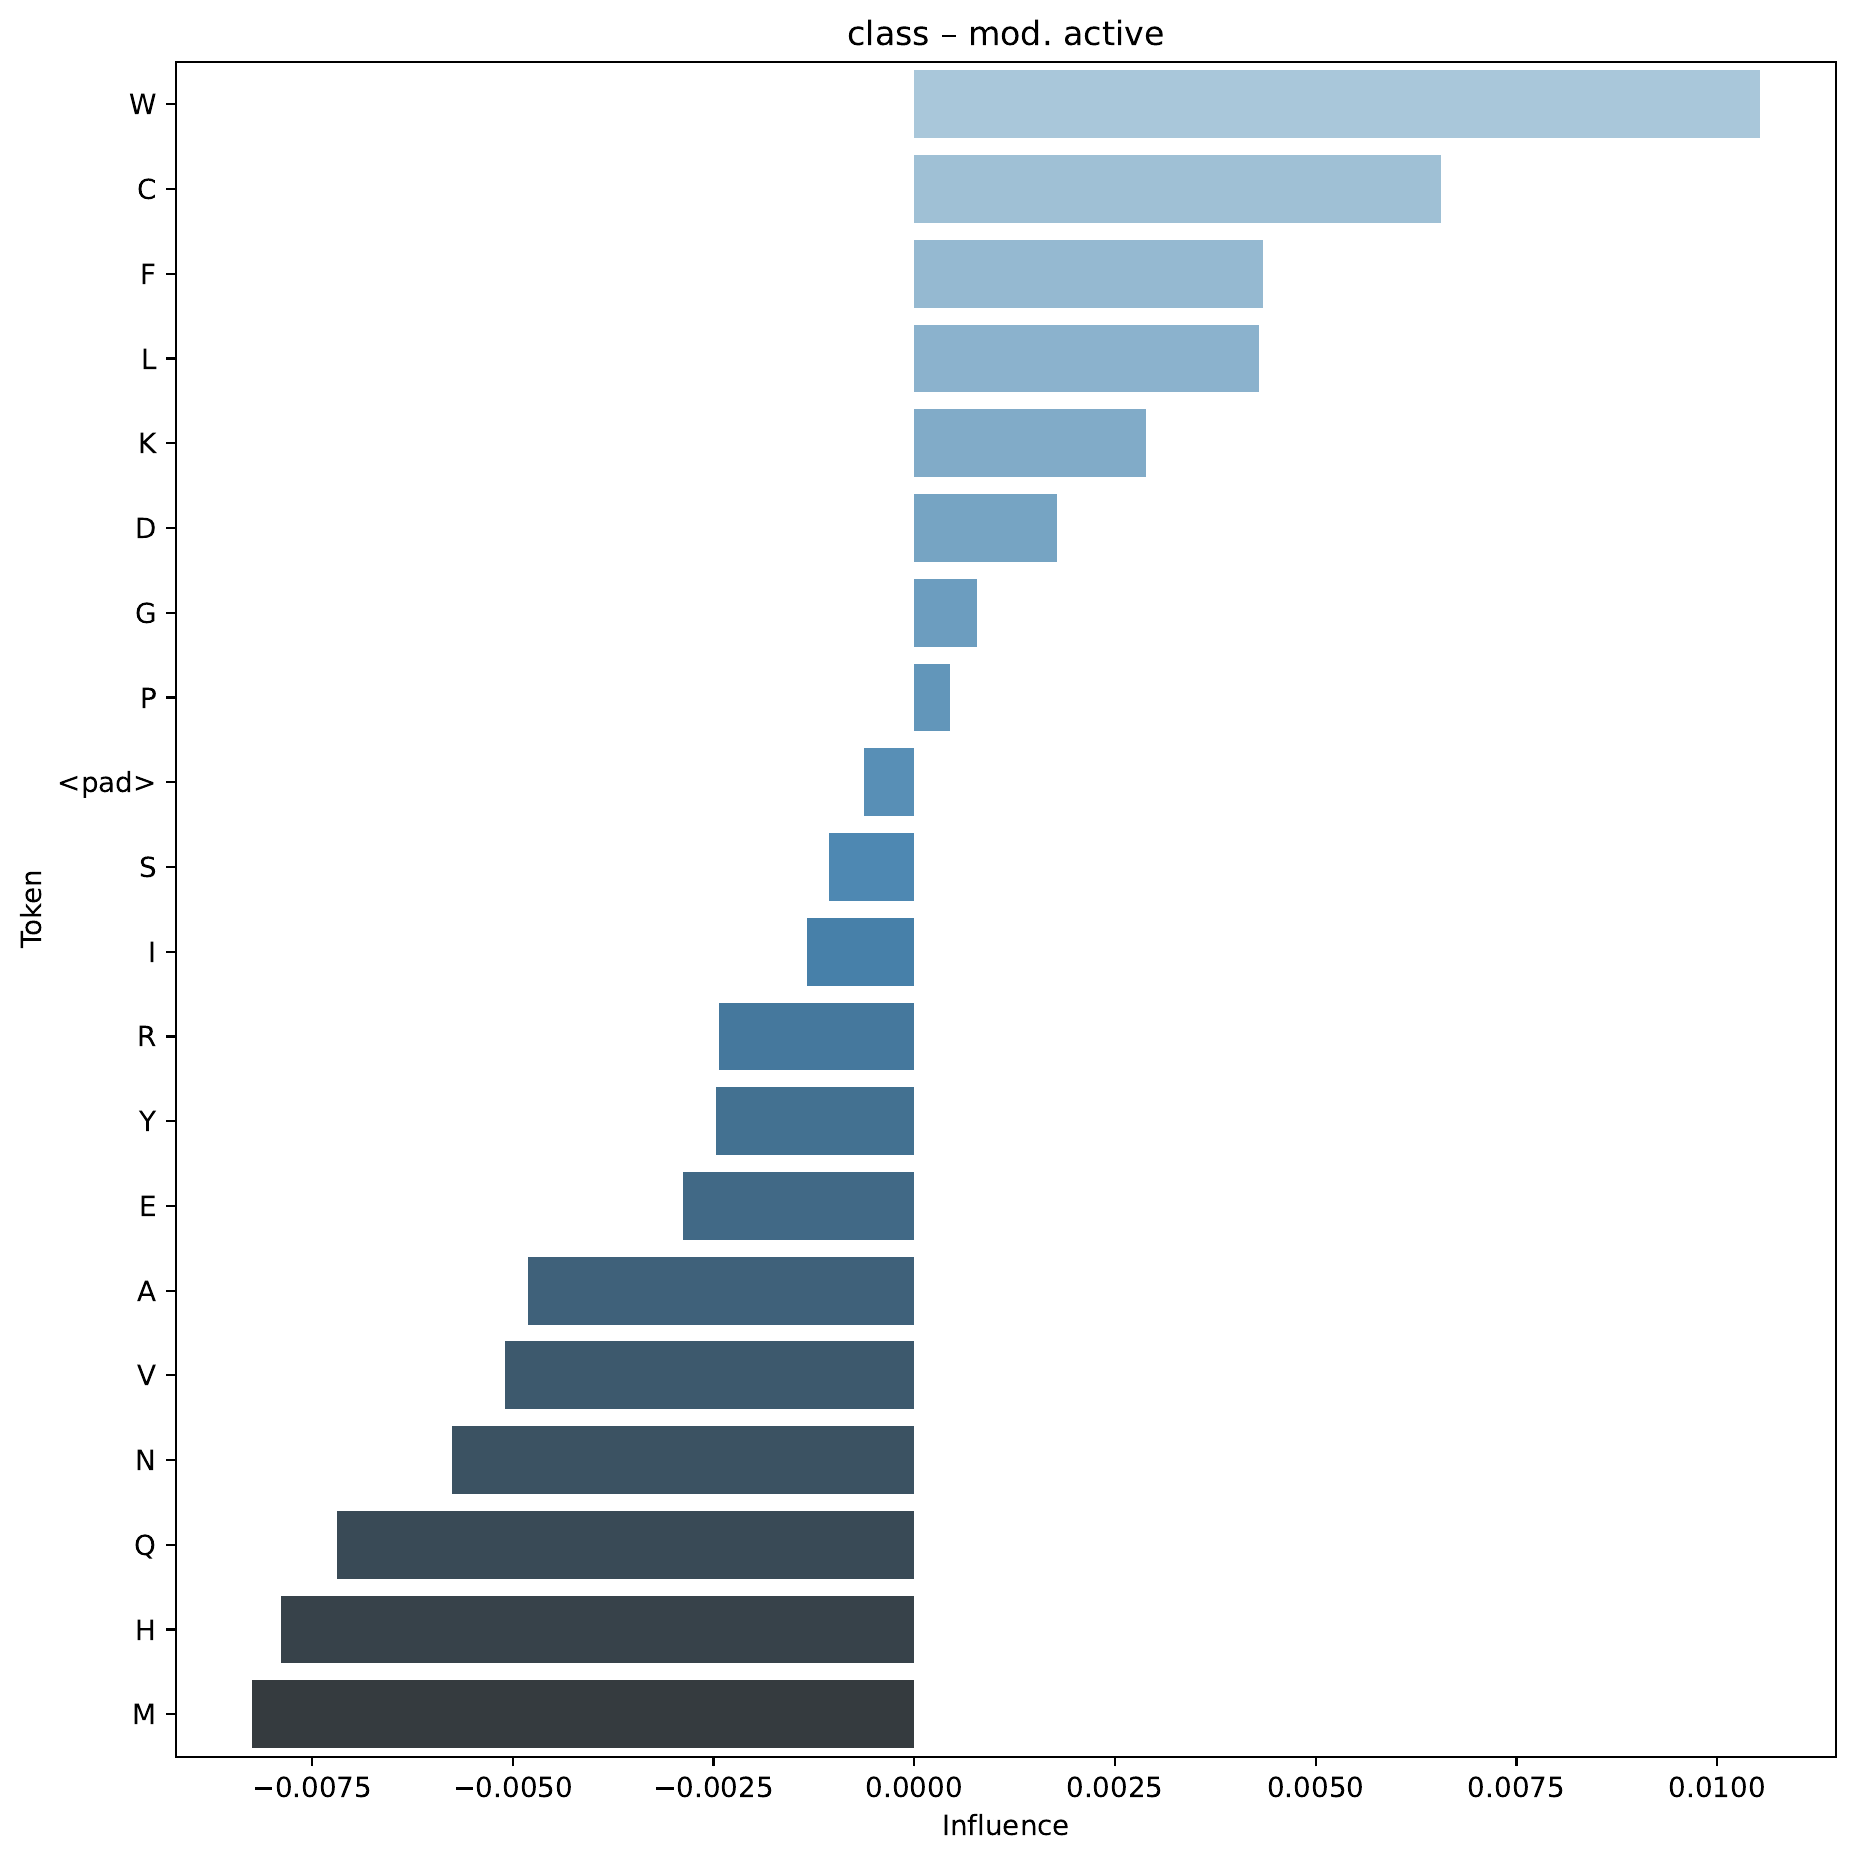 class – mod. active
W
C
F
L
K
D
G
P
<pad>
S
I
R
Y
E
A
V
N
Q
H
M
Token
−0.0075 −0.0050 −0.0025 0.0000 0.0025 0.0050 0.0075 0.0100
Influence